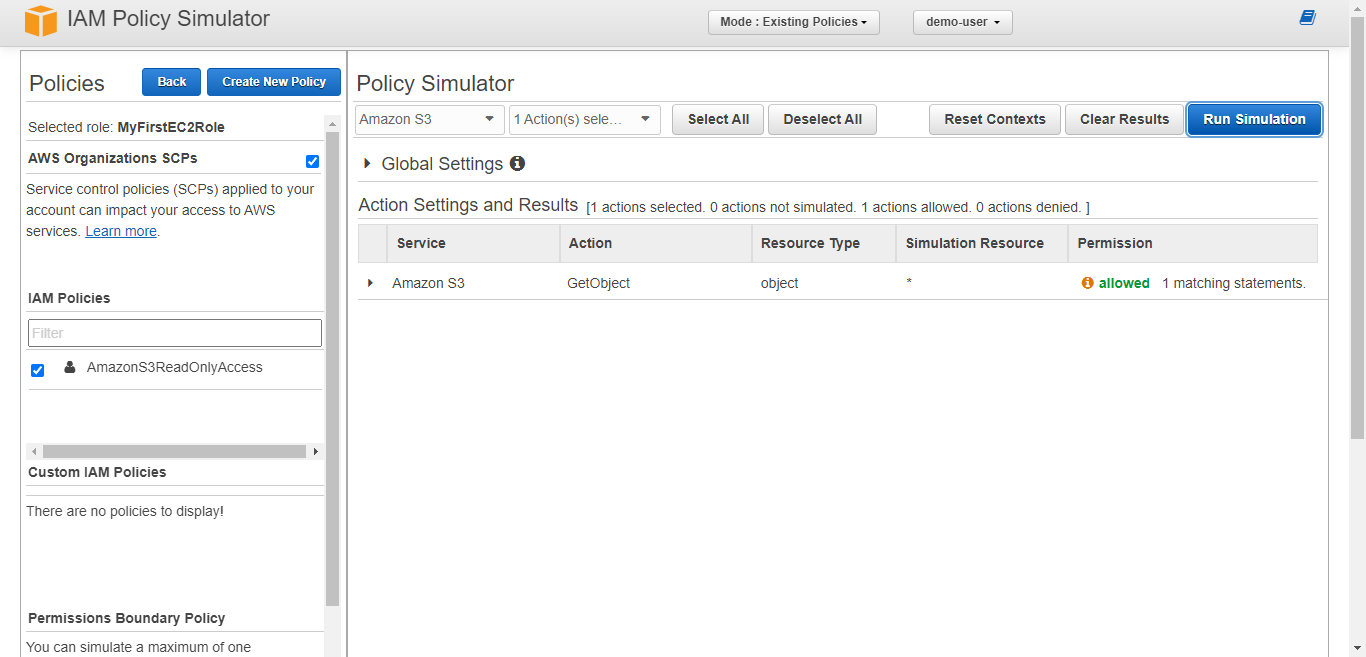 IAM Policy Simulator
Mode : Existing Policies
demo-user
Policies
Back
Create New Policy
Selected role: MyFirstEC2Role
AWS Organizations SCPs
Service control policies (SCPs) applied to your
account can impact your access to AWS
services. Learn more.
IAM Policies
Filter
AmazonS3ReadOnlyAccess
Custom IAM Policies
There are no policies to display!
Permissions Boundary Policy
You can simulate a maximum of one
Policy Simulator
Amazon S3
1 Action(s) sele...
Select All
Deselect All
Reset Contexts
Clear Results
Run Simulation
Global Settings
Action Settings and Results [1 actions selected. 0 actions not simulated. 1 actions allowed. 0 actions denied. ]
Service Action Resource Type Simulation Resource Permission
Amazon S3 GetObject object * allowed 1 matching statements.